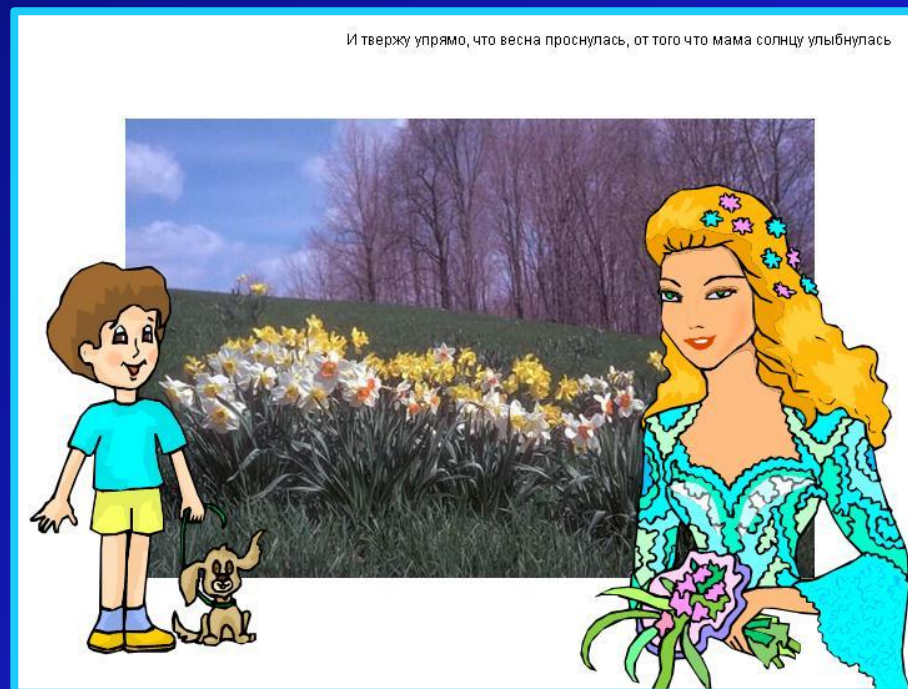 И твержу упрямо, что весна проснулась, от того что мама солнцу улыбнулась